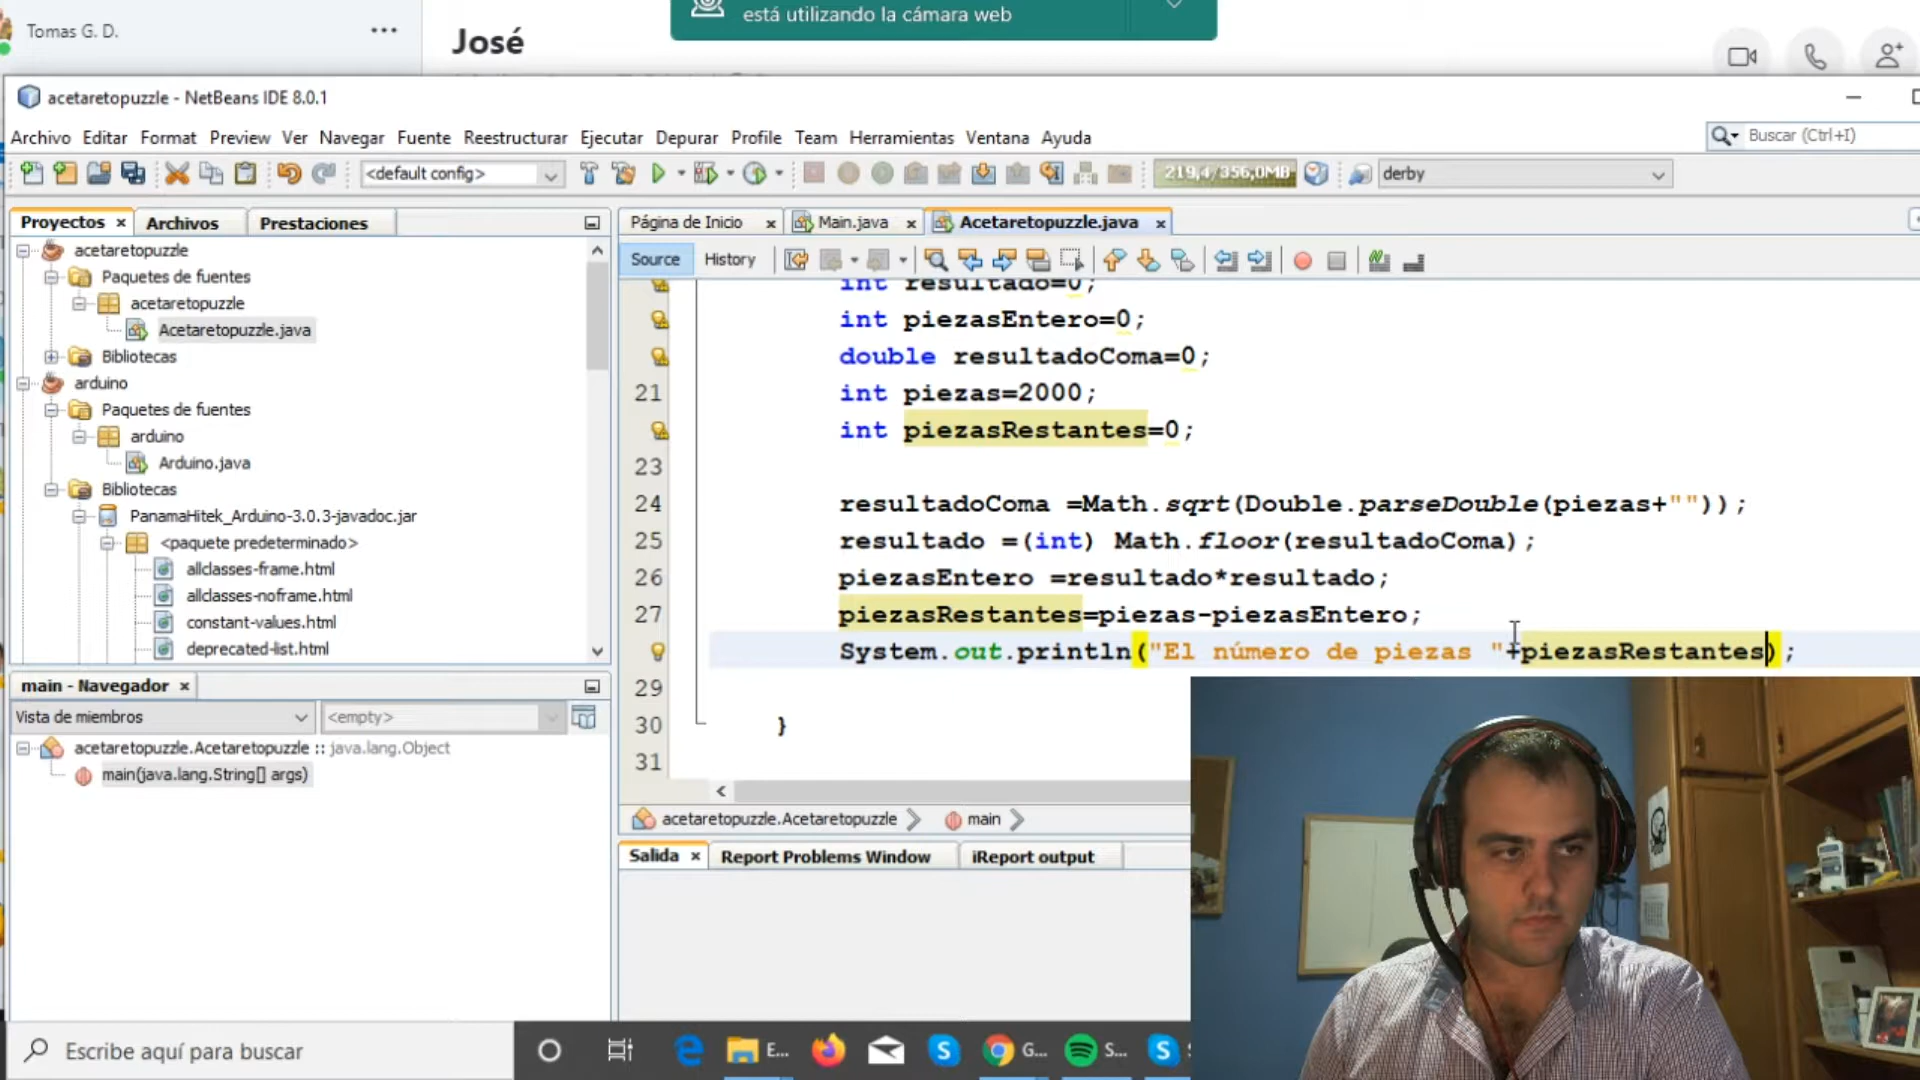 Tomas G. D.
José
está utilizando la cámara web
acetaretopuzzle - NetBeans IDE 8.0.1
Archivo Editar Format Preview Ver Navegar Fuente Reestructurar Ejecutar Depurar Profile Team Herramientas Ventana Ayuda
Buscar (Ctrl+I)
<default config>
219,4/356,0MB
derby
Proyectos Archivos Prestaciones
Página de Inicio Main.java Acetaretopuzzle.java
Source History
acetaretopuzzle
Paquetes de fuentes
acetaretopuzzle
Acetaretopuzzle.java
Bibliotecas
arduino
Paquetes de fuentes
arduino
Arduino.java
Bibliotecas
PanamaHitek_Arduino-3.0.3-javadoc.jar
<paquete predeterminado>
allclasses-frame.html
allclasses-noframe.html
constant-values.html
deprecated-list.html
int resultado=0;
int piezasEntero=0;
double resultadoComa=0;
21 int piezas=2000;
int piezasRestantes=0;
23
24 resultadoComa =Math.sqrt(Double.parseDouble(piezas+""));
25 resultado =(int) Math.floor(resultadoComa);
26 piezasEntero =resultado*resultado;
27 piezasRestantes=piezas-piezasEntero;
System.out.println("El número de piezas "+piezasRestantes);
29
30 }
31
main - Navegador
Vista de miembros <empty>
acetaretopuzzle.Acetaretopuzzle :: java.lang.Object
main(java.lang.String[] args)
acetaretopuzzle.Acetaretopuzzle main
Salida Report Problems Window iReport output
Escribe aquí para buscar
E... G... S...